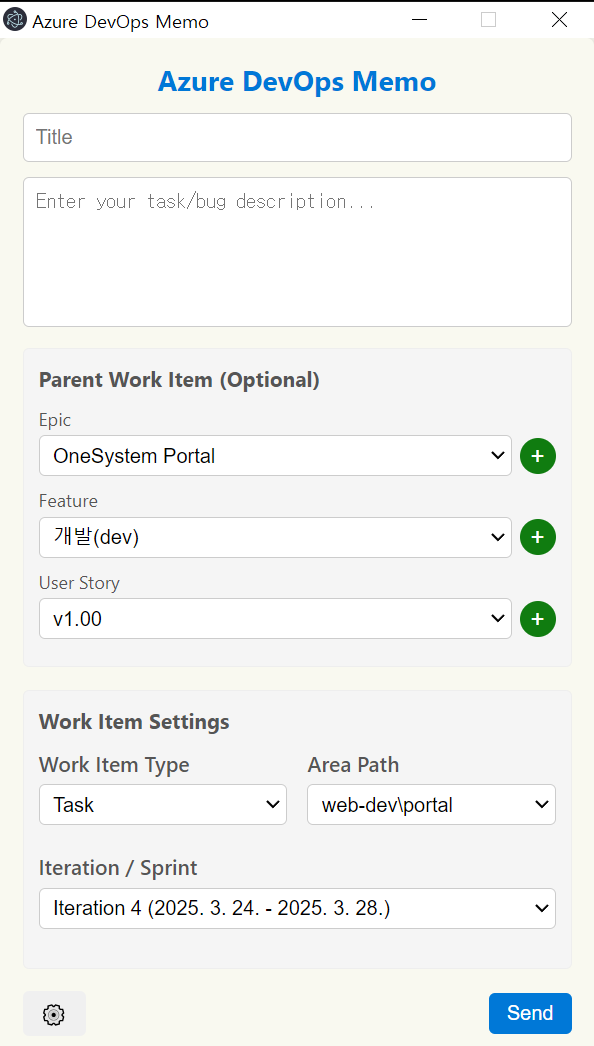 Azure DevOps Memo
Azure DevOps Memo
Title
Enter your task/bug description...
Parent Work Item (Optional)
Epic
OneSystem Portal
+
Feature
개발(dev)
+
User Story
v1.00
+
Work Item Settings
Work Item Type
Area Path
Task
web-dev\portal
Iteration / Sprint
Iteration 4 (2025. 3. 24. - 2025. 3. 28.)
Send